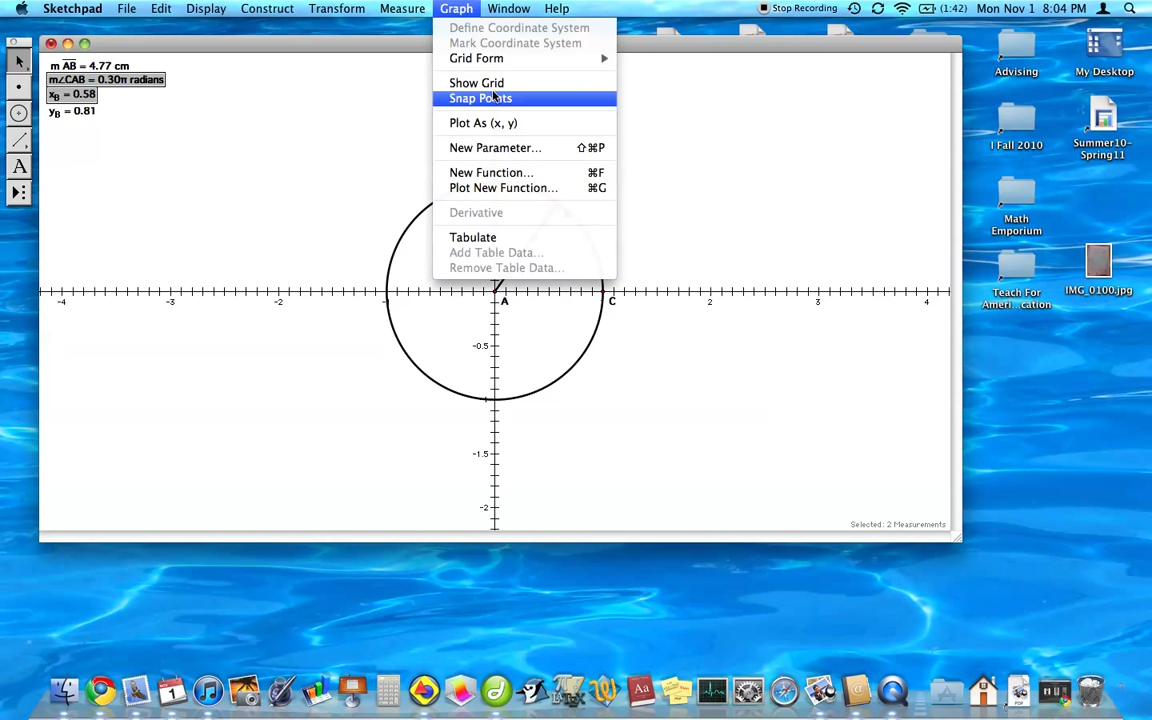 Sketchpad File Edit Display Construct Transform Measure Graph Window Help Stop Recording (1:42) Mon Nov 1 8:04 PM
m AB = 4.77 cm
m∠CAB = 0.30π radians
xB = 0.58
yB = 0.81
Define Coordinate System
Mark Coordinate System
Grid Form
Show Grid
Snap Points
Plot As (x, y)
New Parameter... ⇧⌘P
New Function... ⌘F
Plot New Function... ⌘G
Derivative
Tabulate
Add Table Data...
Remove Table Data...
A C
-4 -3 -2 2 3 4
-0.5
-1.5
-2
Selected: 2 Measurements
Advising
My Desktop
I Fall 2010
Summer10-
Spring11
Math
Emporium
Teach For
Ameri...cation
IMG_0100.jpg
1
Aa
PDF